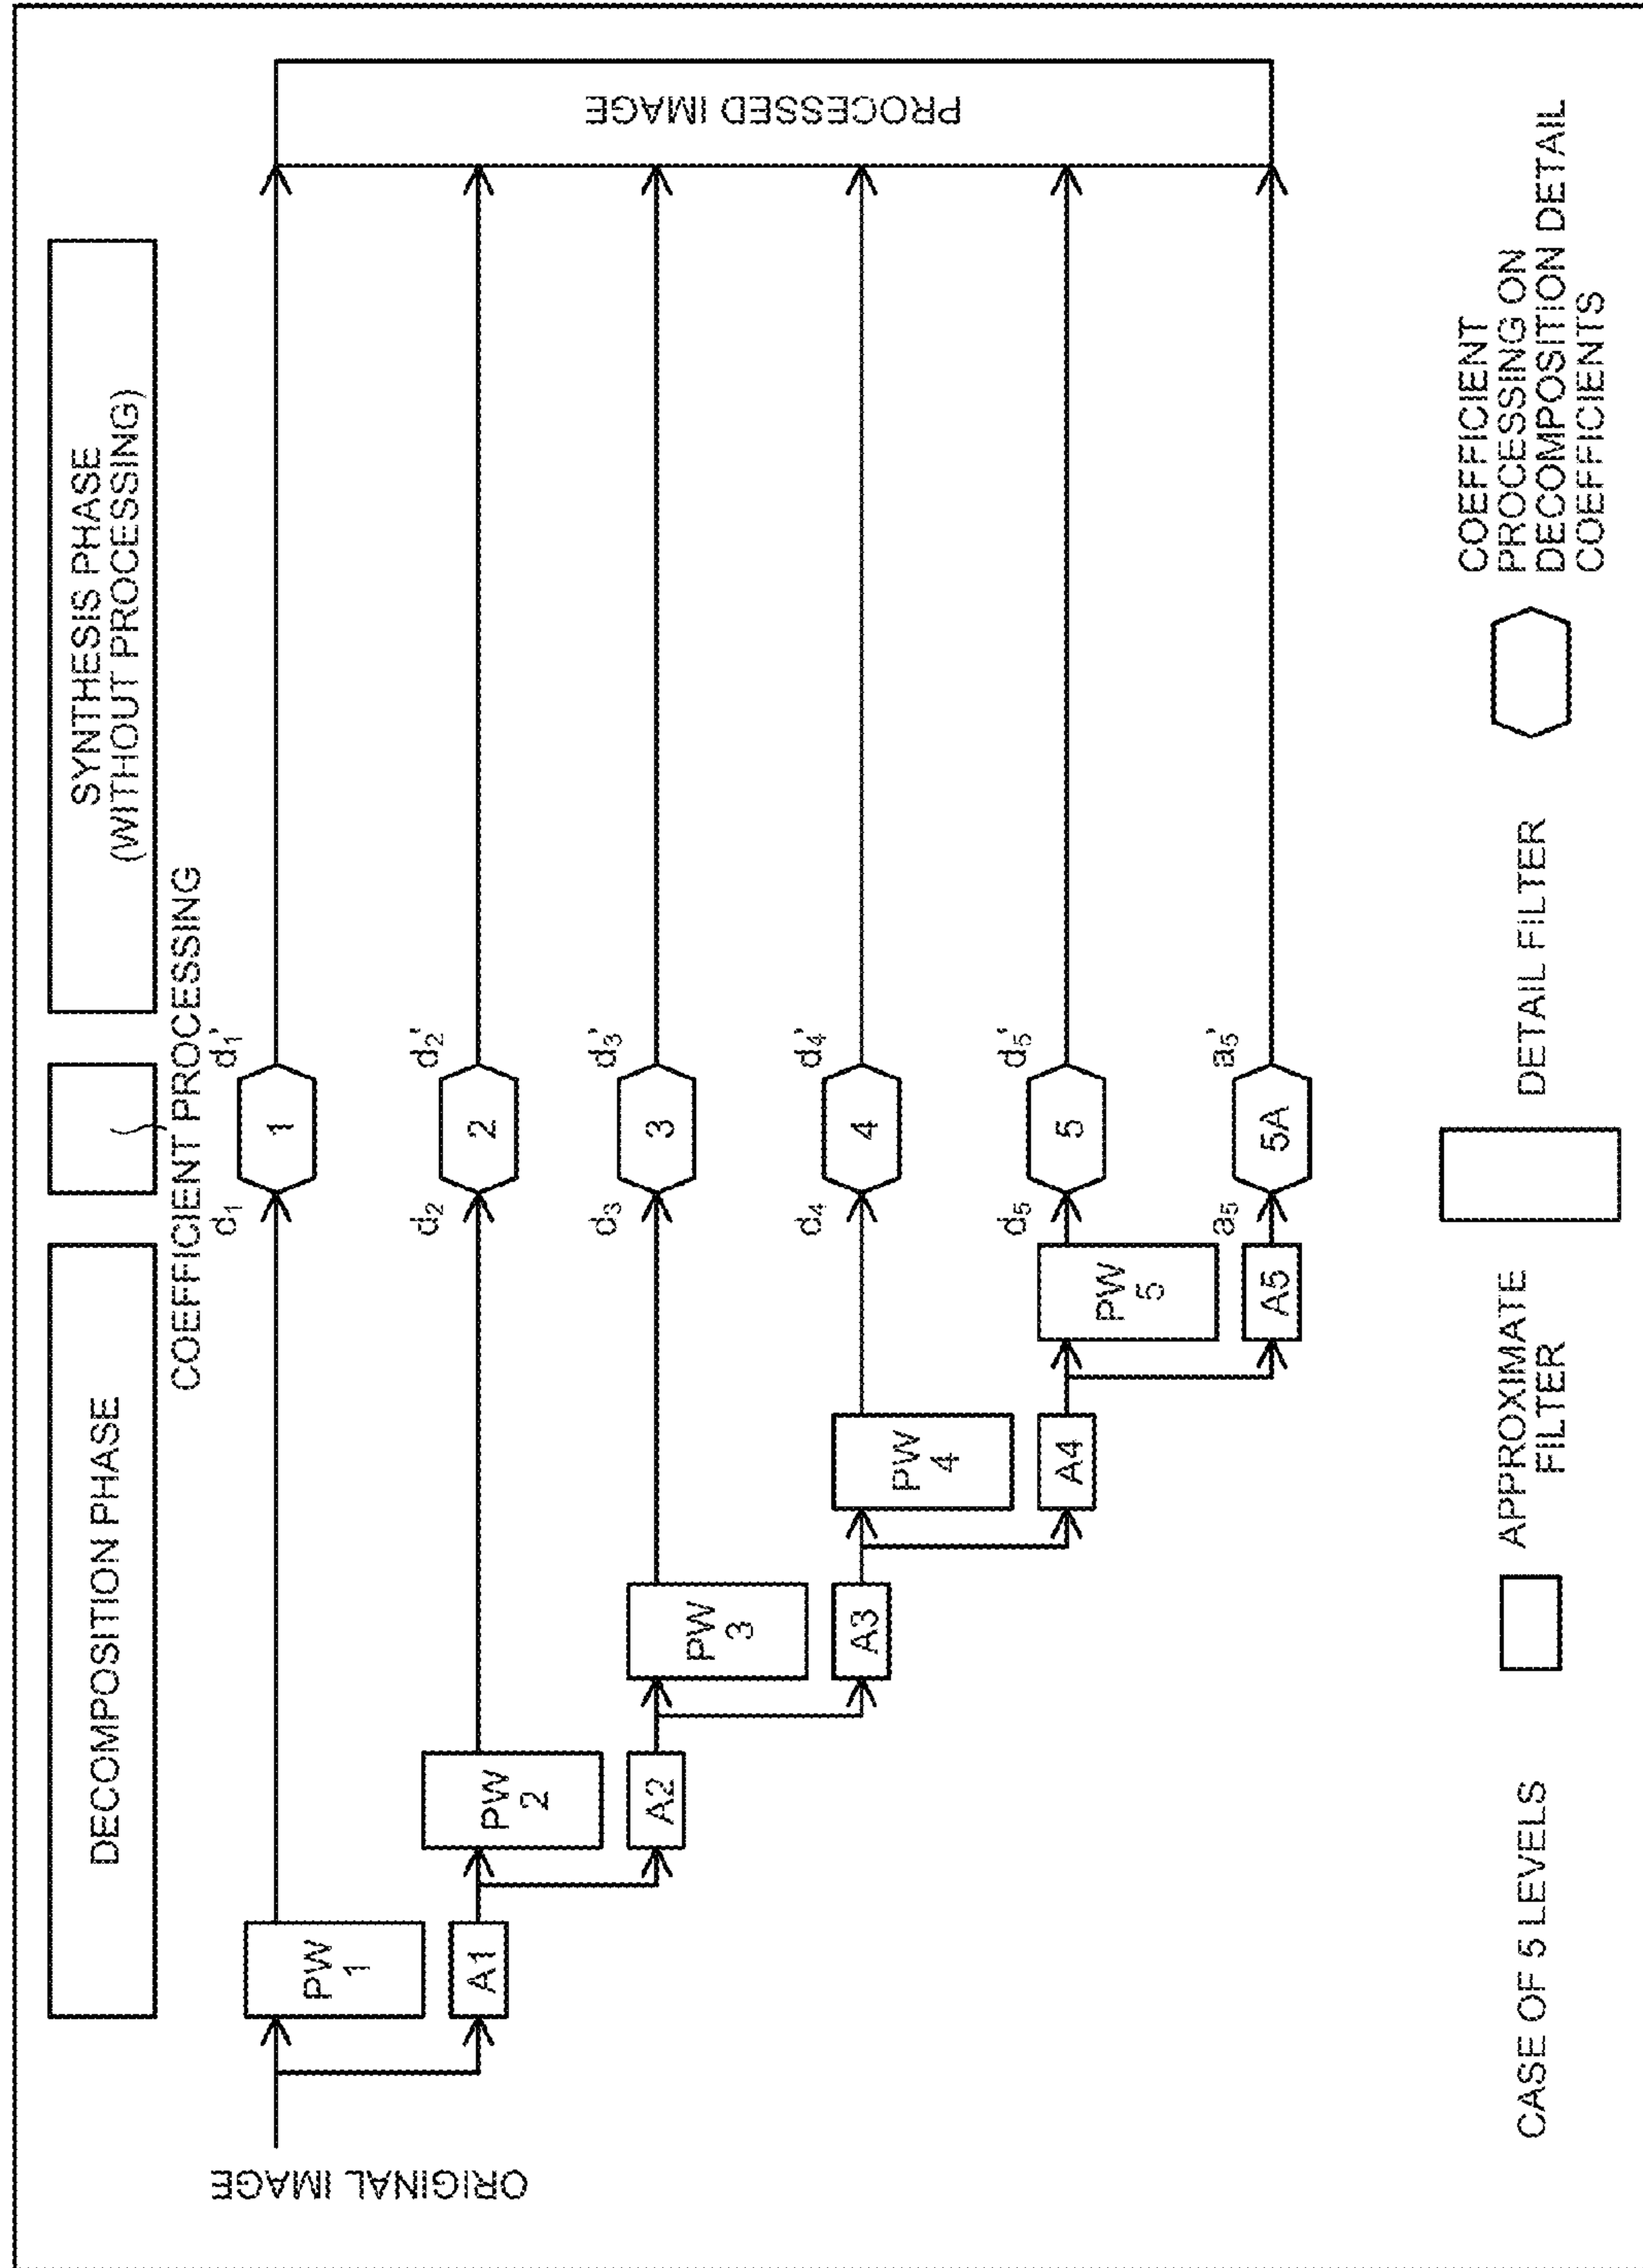 DECOMPOSITION PHASE
SYNTHESIS PHASE
(WITHOUT PROCESSING)
COEFFICIENT PROCESSING
ORIGINAL IMAGE
PW
1
A1
PW
2
A2
PW
3
A3
PW
4
A4
PW
5
A5
d₁
1
d₁'
d₂
2
d₂'
d₃
3
d₃'
d₄
4
d₄'
d₅
5
d₅'
a₅
5A
a₅'
PROCESSED IMAGE
CASE OF 5 LEVELS
APPROXIMATE
FILTER
DETAIL FILTER
COEFFICIENT
PROCESSING ON
DECOMPOSITION DETAIL
COEFFICIENTS